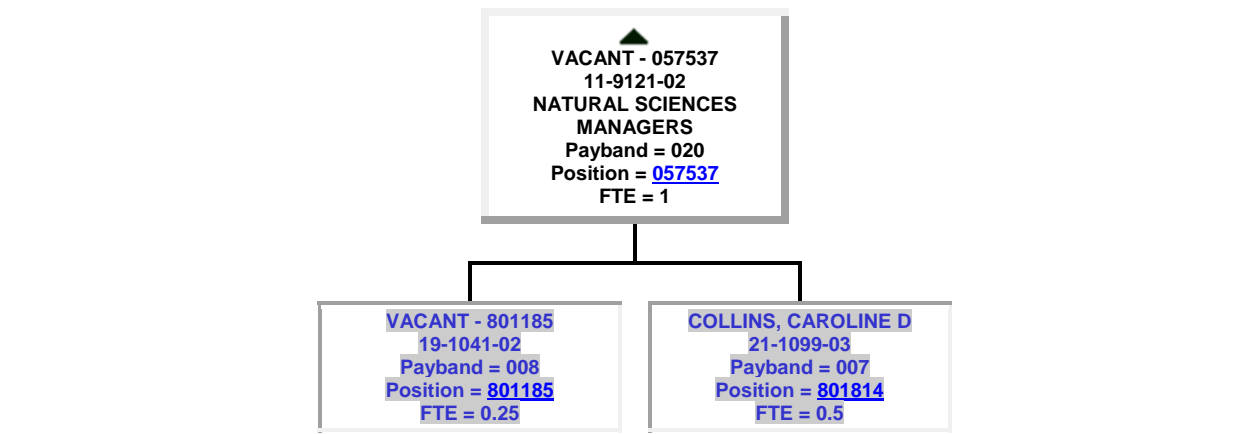 VACANT - 057537
11-9121-02
NATURAL SCIENCES
MANAGERS
Payband = 020
Position = 057537
FTE = 1
VACANT - 801185
19-1041-02
Payband = 008
Position = 801185
FTE = 0.25
COLLINS, CAROLINE D
21-1099-03
Payband = 007
Position = 801814
FTE = 0.5